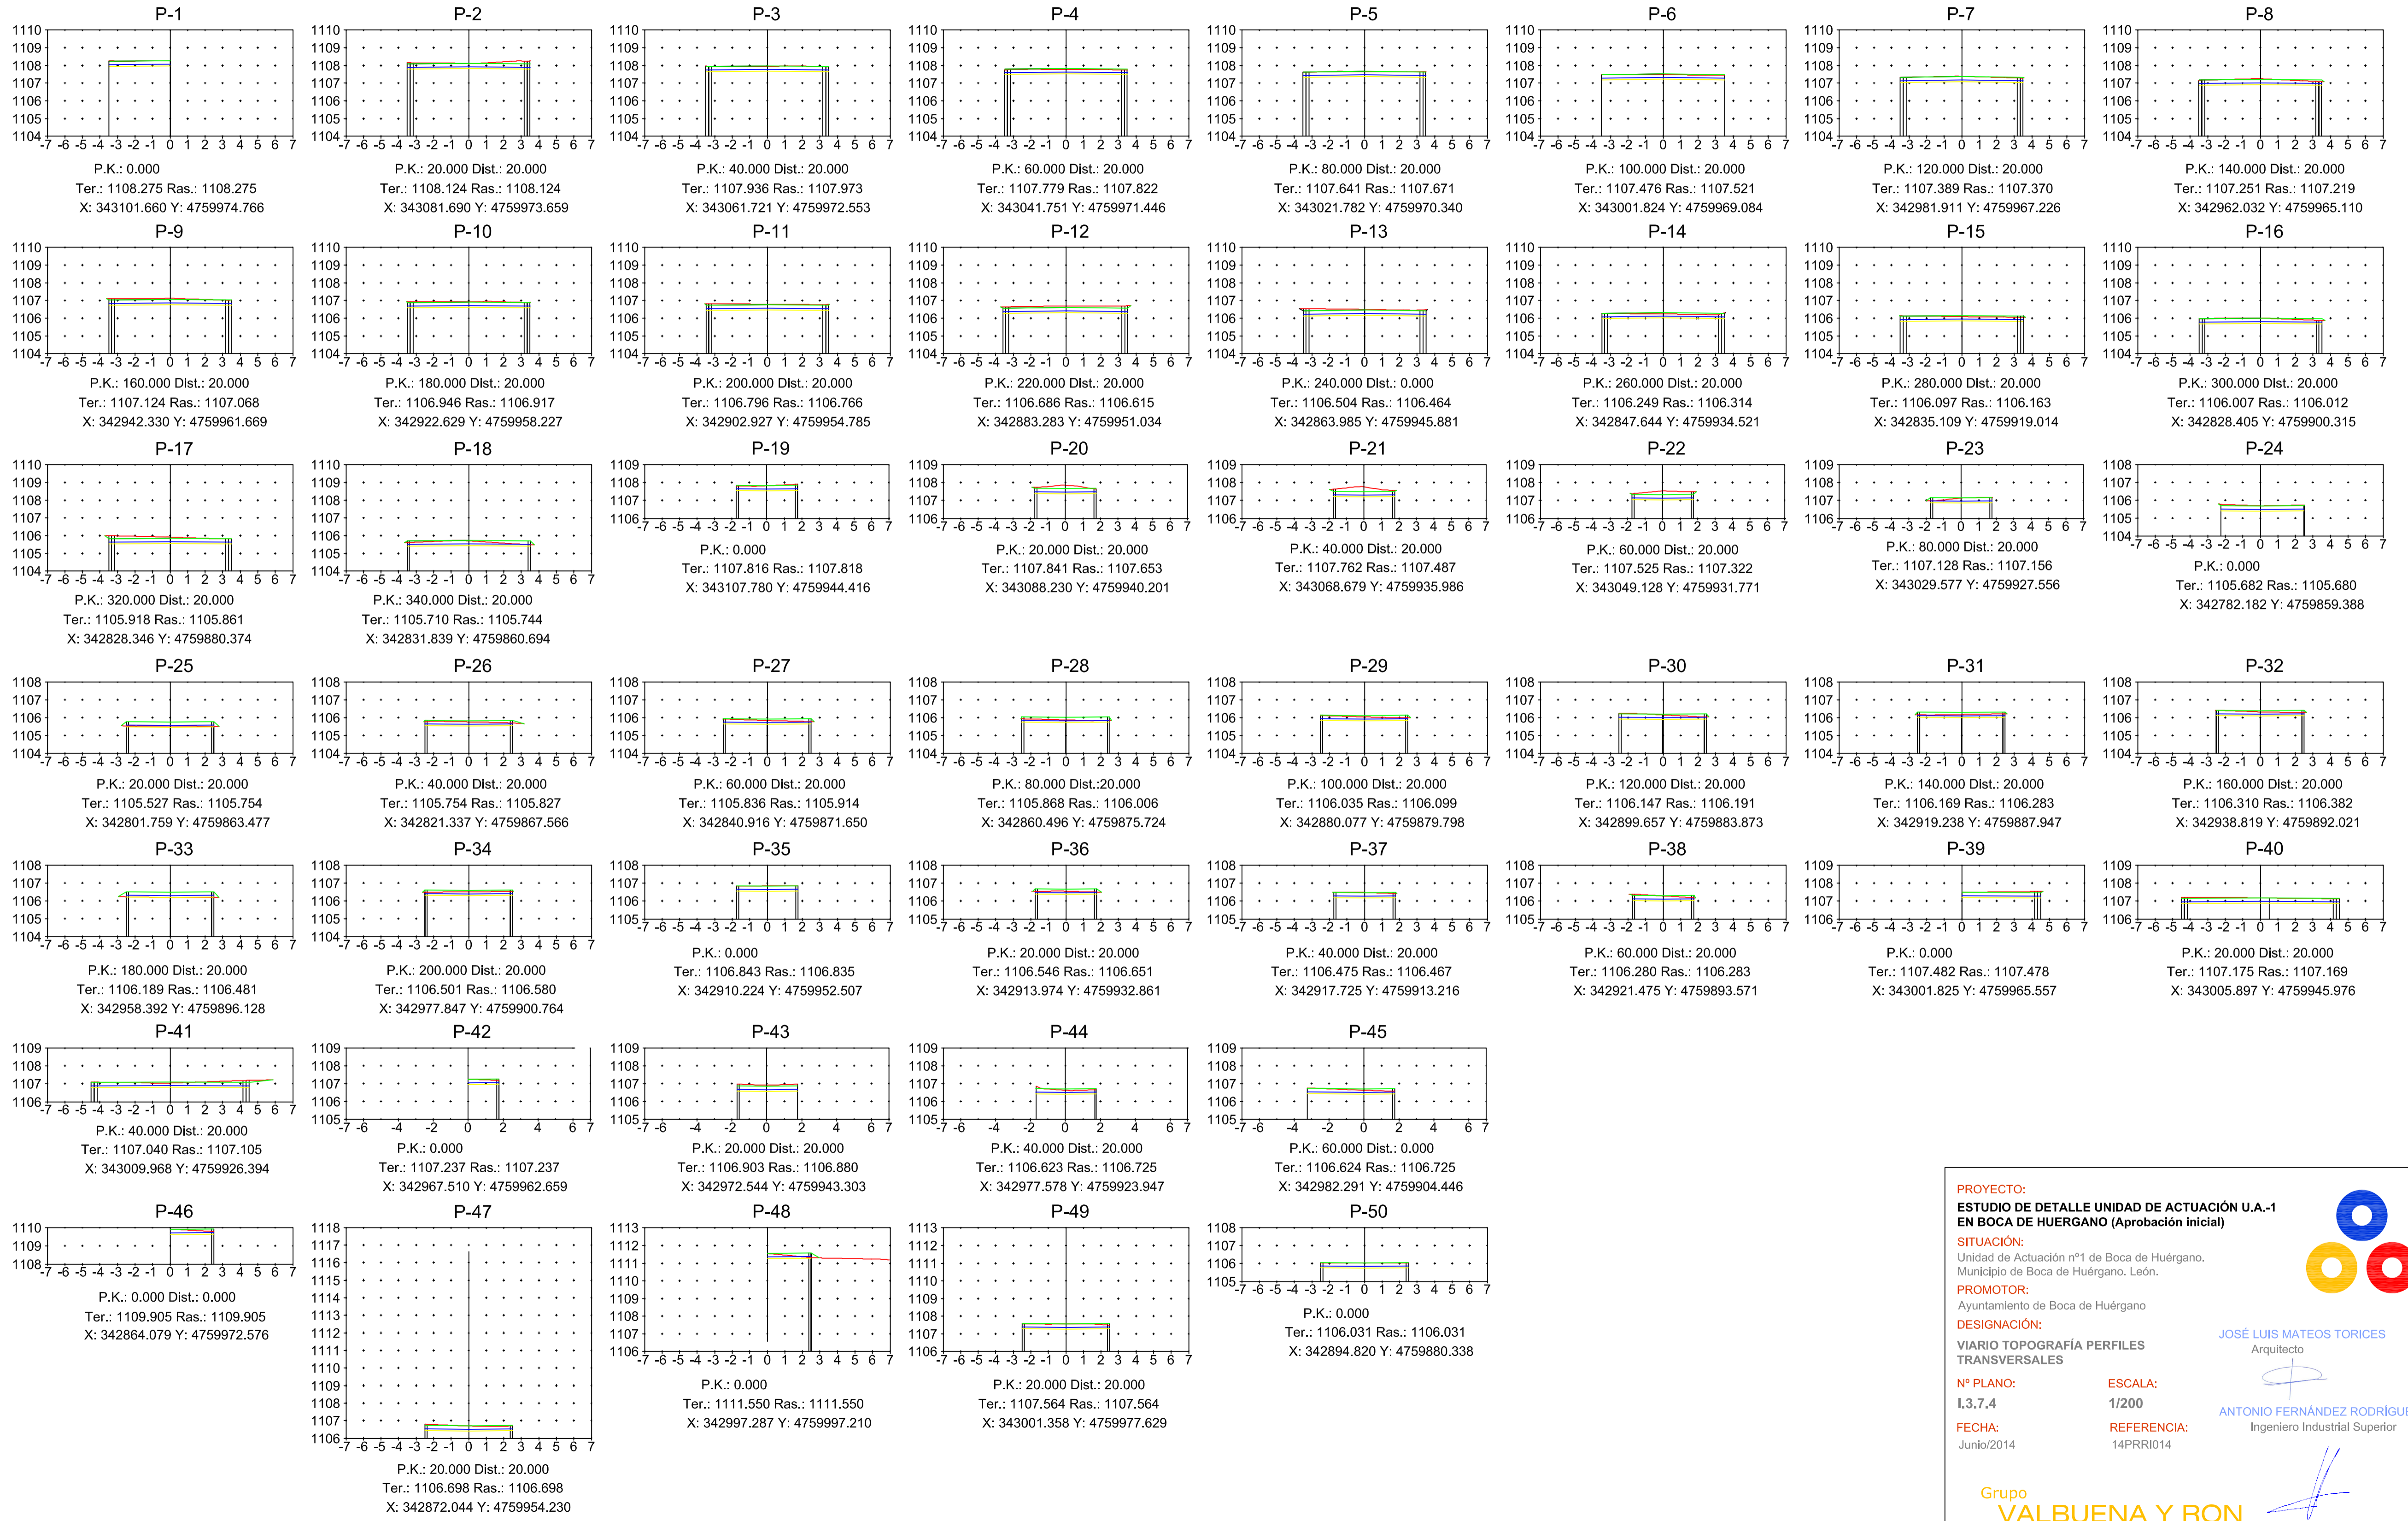 P-1
P.K.: 0.000
Ter.: 1108.275 Ras.: 1108.275
X: 343101.660 Y: 4759974.766
P-2
P.K.: 20.000 Dist.: 20.000
Ter.: 1108.124 Ras.: 1108.124
X: 343081.690 Y: 4759973.659
P-3
P.K.: 40.000 Dist.: 20.000
Ter.: 1107.936 Ras.: 1107.973
X: 343061.721 Y: 4759972.553
P-4
P.K.: 60.000 Dist.: 20.000
Ter.: 1107.779 Ras.: 1107.822
X: 343041.751 Y: 4759971.446
P-5
P.K.: 80.000 Dist.: 20.000
Ter.: 1107.641 Ras.: 1107.671
X: 343021.782 Y: 4759970.340
P-6
P.K.: 100.000 Dist.: 20.000
Ter.: 1107.476 Ras.: 1107.521
X: 343001.824 Y: 4759969.084
P-7
P.K.: 120.000 Dist.: 20.000
Ter.: 1107.389 Ras.: 1107.370
X: 342981.911 Y: 4759967.226
P-8
P.K.: 140.000 Dist.: 20.000
Ter.: 1107.251 Ras.: 1107.219
X: 342962.032 Y: 4759965.110
P-9
P.K.: 160.000 Dist.: 20.000
Ter.: 1107.124 Ras.: 1107.068
X: 342942.330 Y: 4759961.669
P-10
P.K.: 180.000 Dist.: 20.000
Ter.: 1106.946 Ras.: 1106.917
X: 342922.629 Y: 4759958.227
P-11
P.K.: 200.000 Dist.: 20.000
Ter.: 1106.796 Ras.: 1106.766
X: 342902.927 Y: 4759954.785
P-12
P.K.: 220.000 Dist.: 20.000
Ter.: 1106.686 Ras.: 1106.615
X: 342883.283 Y: 4759951.034
P-13
P.K.: 240.000 Dist.: 0.000
Ter.: 1106.504 Ras.: 1106.464
X: 342863.985 Y: 4759945.881
P-14
P.K.: 260.000 Dist.: 20.000
Ter.: 1106.249 Ras.: 1106.314
X: 342847.644 Y: 4759934.521
P-15
P.K.: 280.000 Dist.: 20.000
Ter.: 1106.097 Ras.: 1106.163
X: 342835.109 Y: 4759919.014
P-16
P.K.: 300.000 Dist.: 20.000
Ter.: 1106.007 Ras.: 1106.012
X: 342828.405 Y: 4759900.315
P-17
P.K.: 320.000 Dist.: 20.000
Ter.: 1105.918 Ras.: 1105.861
X: 342828.346 Y: 4759880.374
P-18
P.K.: 340.000 Dist.: 20.000
Ter.: 1105.710 Ras.: 1105.744
X: 342831.839 Y: 4759860.694
P-19
P.K.: 0.000
Ter.: 1107.816 Ras.: 1107.818
X: 343107.780 Y: 4759944.416
P-20
P.K.: 20.000 Dist.: 20.000
Ter.: 1107.841 Ras.: 1107.653
X: 343088.230 Y: 4759940.201
P-21
P.K.: 40.000 Dist.: 20.000
Ter.: 1107.762 Ras.: 1107.487
X: 343068.679 Y: 4759935.986
P-22
P.K.: 60.000 Dist.: 20.000
Ter.: 1107.525 Ras.: 1107.322
X: 343049.128 Y: 4759931.771
P-23
P.K.: 80.000 Dist.: 20.000
Ter.: 1107.128 Ras.: 1107.156
X: 343029.577 Y: 4759927.556
P-24
P.K.: 0.000
Ter.: 1105.682 Ras.: 1105.680
X: 342782.182 Y: 4759859.388
P-25
P.K.: 20.000 Dist.: 20.000
Ter.: 1105.527 Ras.: 1105.754
X: 342801.759 Y: 4759863.477
P-26
P.K.: 40.000 Dist.: 20.000
Ter.: 1105.754 Ras.: 1105.827
X: 342821.337 Y: 4759867.566
P-27
P.K.: 60.000 Dist.: 20.000
Ter.: 1105.836 Ras.: 1105.914
X: 342840.916 Y: 4759871.650
P-28
P.K.: 80.000 Dist.:20.000
Ter.: 1105.868 Ras.: 1106.006
X: 342860.496 Y: 4759875.724
P-29
P.K.: 100.000 Dist.: 20.000
Ter.: 1106.035 Ras.: 1106.099
X: 342880.077 Y: 4759879.798
P-30
P.K.: 120.000 Dist.: 20.000
Ter.: 1106.147 Ras.: 1106.191
X: 342899.657 Y: 4759883.873
P-31
P.K.: 140.000 Dist.: 20.000
Ter.: 1106.169 Ras.: 1106.283
X: 342919.238 Y: 4759887.947
P-32
P.K.: 160.000 Dist.: 20.000
Ter.: 1106.310 Ras.: 1106.382
X: 342938.819 Y: 4759892.021
P-33
P.K.: 180.000 Dist.: 20.000
Ter.: 1106.189 Ras.: 1106.481
X: 342958.392 Y: 4759896.128
P-34
P.K.: 200.000 Dist.: 20.000
Ter.: 1106.501 Ras.: 1106.580
X: 342977.847 Y: 4759900.764
P-35
P.K.: 0.000
Ter.: 1106.843 Ras.: 1106.835
X: 342910.224 Y: 4759952.507
P-36
P.K.: 20.000 Dist.: 20.000
Ter.: 1106.546 Ras.: 1106.651
X: 342913.974 Y: 4759932.861
P-37
P.K.: 40.000 Dist.: 20.000
Ter.: 1106.475 Ras.: 1106.467
X: 342917.725 Y: 4759913.216
P-38
P.K.: 60.000 Dist.: 20.000
Ter.: 1106.280 Ras.: 1106.283
X: 342921.475 Y: 4759893.571
P-39
P.K.: 0.000
Ter.: 1107.482 Ras.: 1107.478
X: 343001.825 Y: 4759965.557
P-40
P.K.: 20.000 Dist.: 20.000
Ter.: 1107.175 Ras.: 1107.169
X: 343005.897 Y: 4759945.976
P-41
P.K.: 40.000 Dist.: 20.000
Ter.: 1107.040 Ras.: 1107.105
X: 343009.968 Y: 4759926.394
P-42
P.K.: 0.000
Ter.: 1107.237 Ras.: 1107.237
X: 342967.510 Y: 4759962.659
P-43
P.K.: 20.000 Dist.: 20.000
Ter.: 1106.903 Ras.: 1106.880
X: 342972.544 Y: 4759943.303
P-44
P.K.: 40.000 Dist.: 20.000
Ter.: 1106.623 Ras.: 1106.725
X: 342977.578 Y: 4759923.947
P-45
P.K.: 60.000 Dist.: 0.000
Ter.: 1106.624 Ras.: 1106.725
X: 342982.291 Y: 4759904.446
P-46
P.K.: 0.000 Dist.: 0.000
Ter.: 1109.905 Ras.: 1109.905
X: 342864.079 Y: 4759972.576
P-47
P.K.: 20.000 Dist.: 20.000
Ter.: 1106.698 Ras.: 1106.698
X: 342872.044 Y: 4759954.230
P-48
P.K.: 0.000
Ter.: 1111.550 Ras.: 1111.550
X: 342997.287 Y: 4759997.210
P-49
P.K.: 20.000 Dist.: 20.000
Ter.: 1107.564 Ras.: 1107.564
X: 343001.358 Y: 4759977.629
P-50
P.K.: 0.000
Ter.: 1106.031 Ras.: 1106.031
X: 342894.820 Y: 4759880.338
PROYECTO:
ESTUDIO DE DETALLE UNIDAD DE ACTUACIÓN U.A.-1
EN BOCA DE HUERGANO (Aprobación inicial)
SITUACIÓN:
Unidad de Actuación nº1 de Boca de Huérgano.
Municipio de Boca de Huérgano. León.
PROMOTOR:
Ayuntamiento de Boca de Huérgano
DESIGNACIÓN:
VIARIO TOPOGRAFÍA PERFILES
TRANSVERSALES
JOSÉ LUIS MATEOS TORICES
Arquitecto
Nº PLANO:
ESCALA:
I.3.7.4
1/200
ANTONIO FERNÁNDEZ RODRÍGUE
Ingeniero Industrial Superior
FECHA:
REFERENCIA:
Junio/2014
14PRRI014
Grupo
VALBUENA Y RON